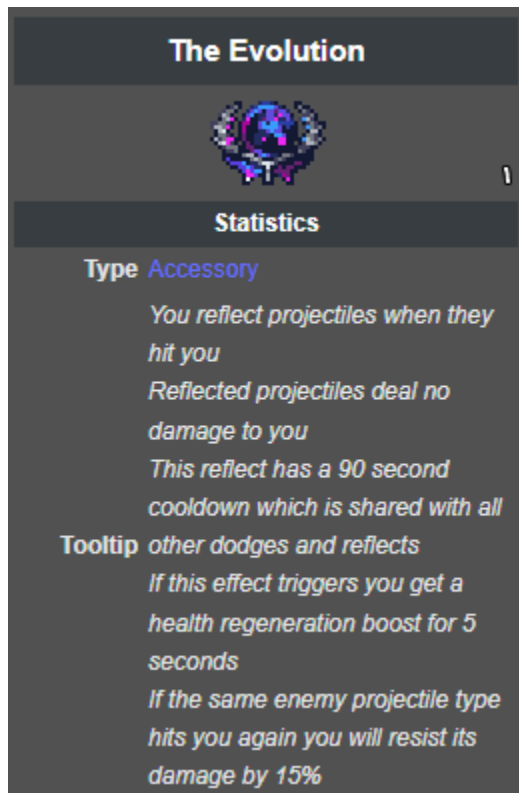 The Evolution
Statistics
Type Accessory
You reflect projectiles when they
hit you
Reflected projectiles deal no
damage to you
This reflect has a 90 second
cooldown which is shared with all
Tooltip other dodges and reflects
If this effect triggers you get a
health regeneration boost for 5
seconds
If the same enemy projectile type
hits you again you will resist its
damage by 15%